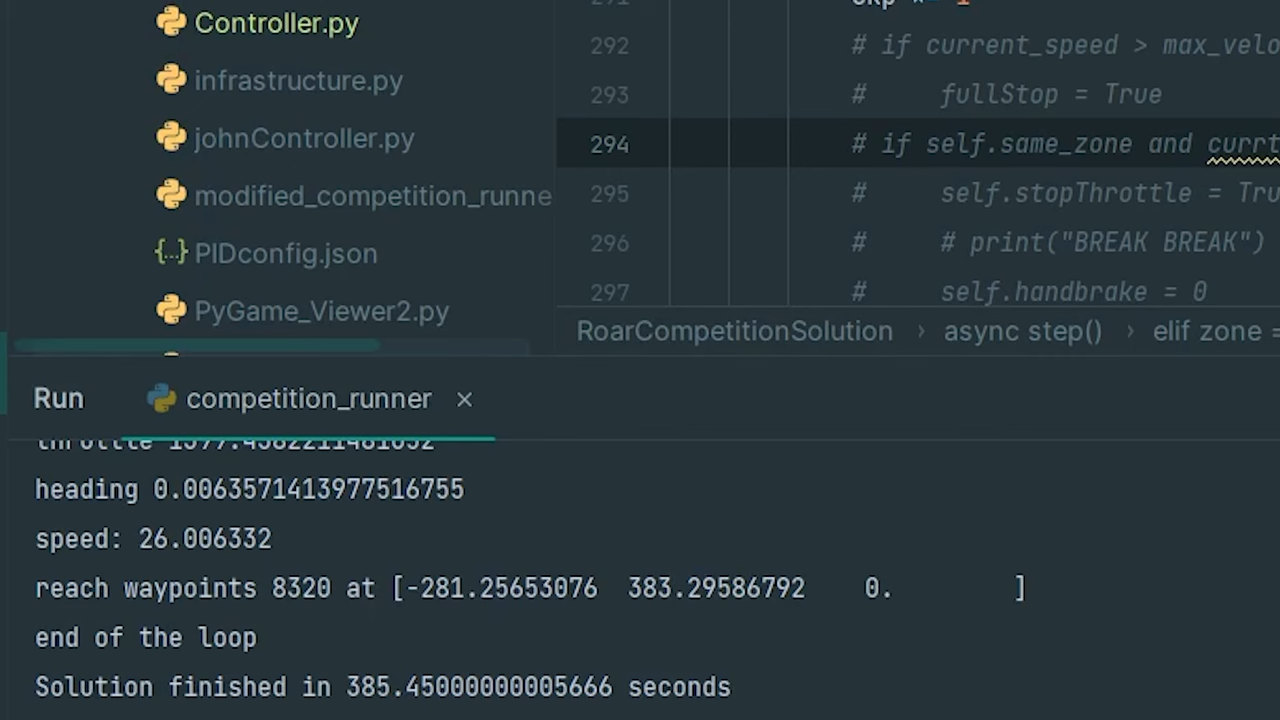 Controller.py
infrastructure.py
johnController.py
modified_competition_runne
{...} PIDconfig.json
PyGame_Viewer2.py
291
292 # if current_speed > max_velo
293 # fullStop = True
294 # if self.same_zone and currt
295 # self.stopThrottle = Tru
296 # # print("BREAK BREAK")
297 # self.handbrake = 0
RoarCompetitionSolution › async step() › elif zone =
Run competition_runner ×
throttle
heading 0.0063571413977516755
speed: 26.006332
reach waypoints 8320 at [-281.25653076 383.29586792 0. ]
end of the loop
Solution finished in 385.45000000005666 seconds